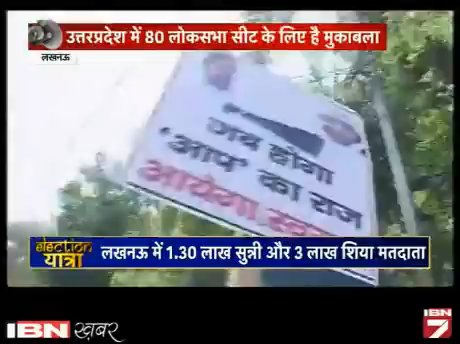 उत्तरप्रदेश में 80 लोकसभा सीट के लिए है मुकाबला
लखनऊ
जब होगा
'आप' का राज
आयेगा
election
यात्रा
लखनऊ में 1.30 लाख सुन्नी और 3 लाख शिया मतदाता
IBN खबर
IBN
7